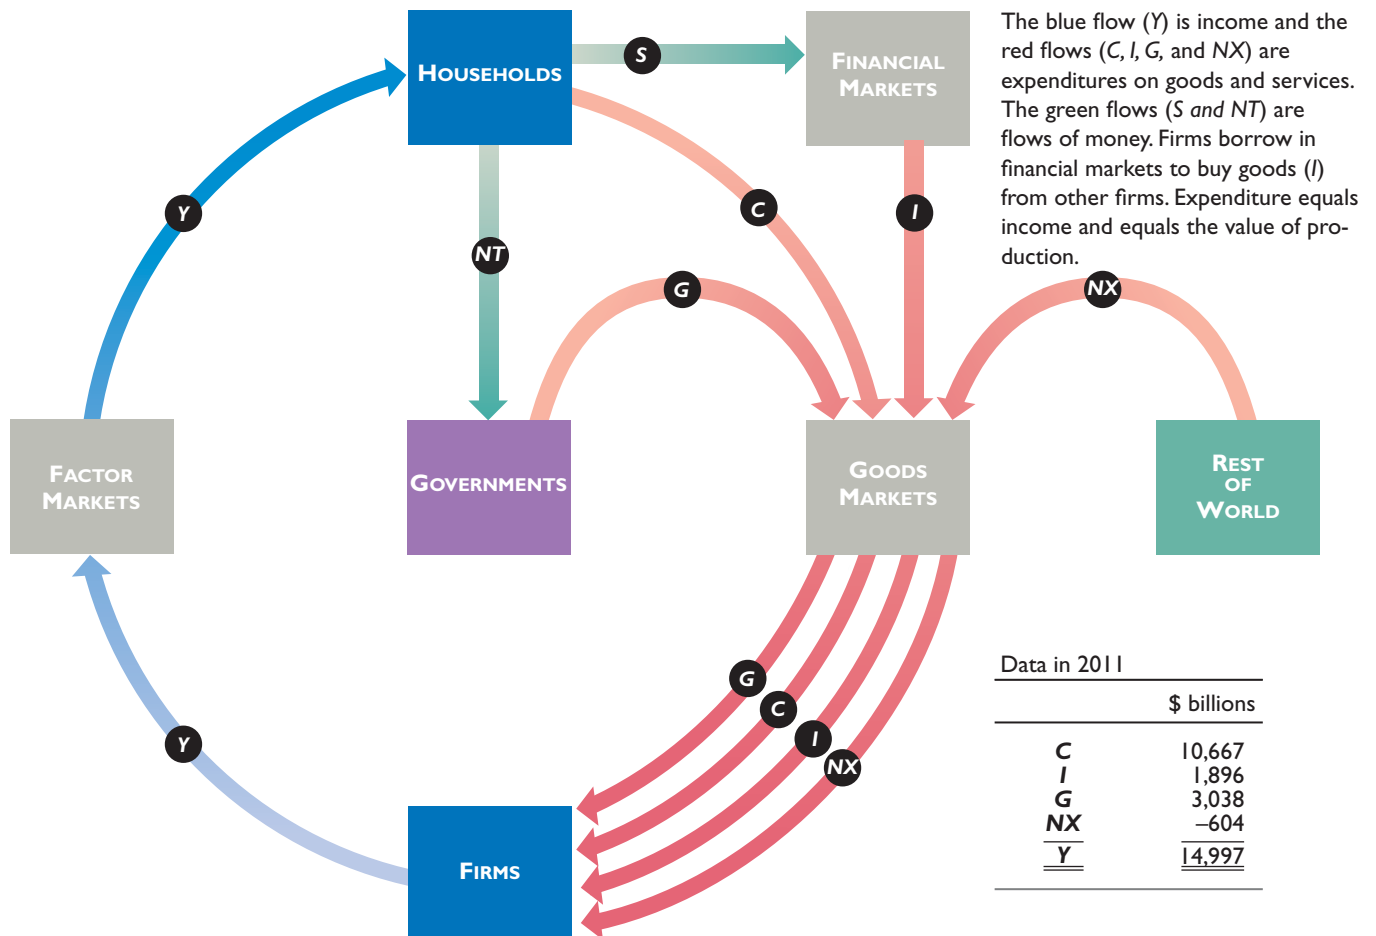 HOUSEHOLDS
S
FINANCIAL
MARKETS
The blue flow (Y) is income and the
red flows (C, I, G, and NX) are
expenditures on goods and services.
The green flows (S and NT) are
flows of money. Firms borrow in
financial markets to buy goods (I)
from other firms. Expenditure equals
income and equals the value of pro-
duction.
Y
C
I
NT
G
NX
FACTOR
MARKETS
GOVERNMENTS
GOODS
MARKETS
REST
OF
WORLD
G
C
I
NX
Y
FIRMS
Data in 2011
$ billions
C 10,667
I 1,896
G 3,038
NX –604
Y 14,997